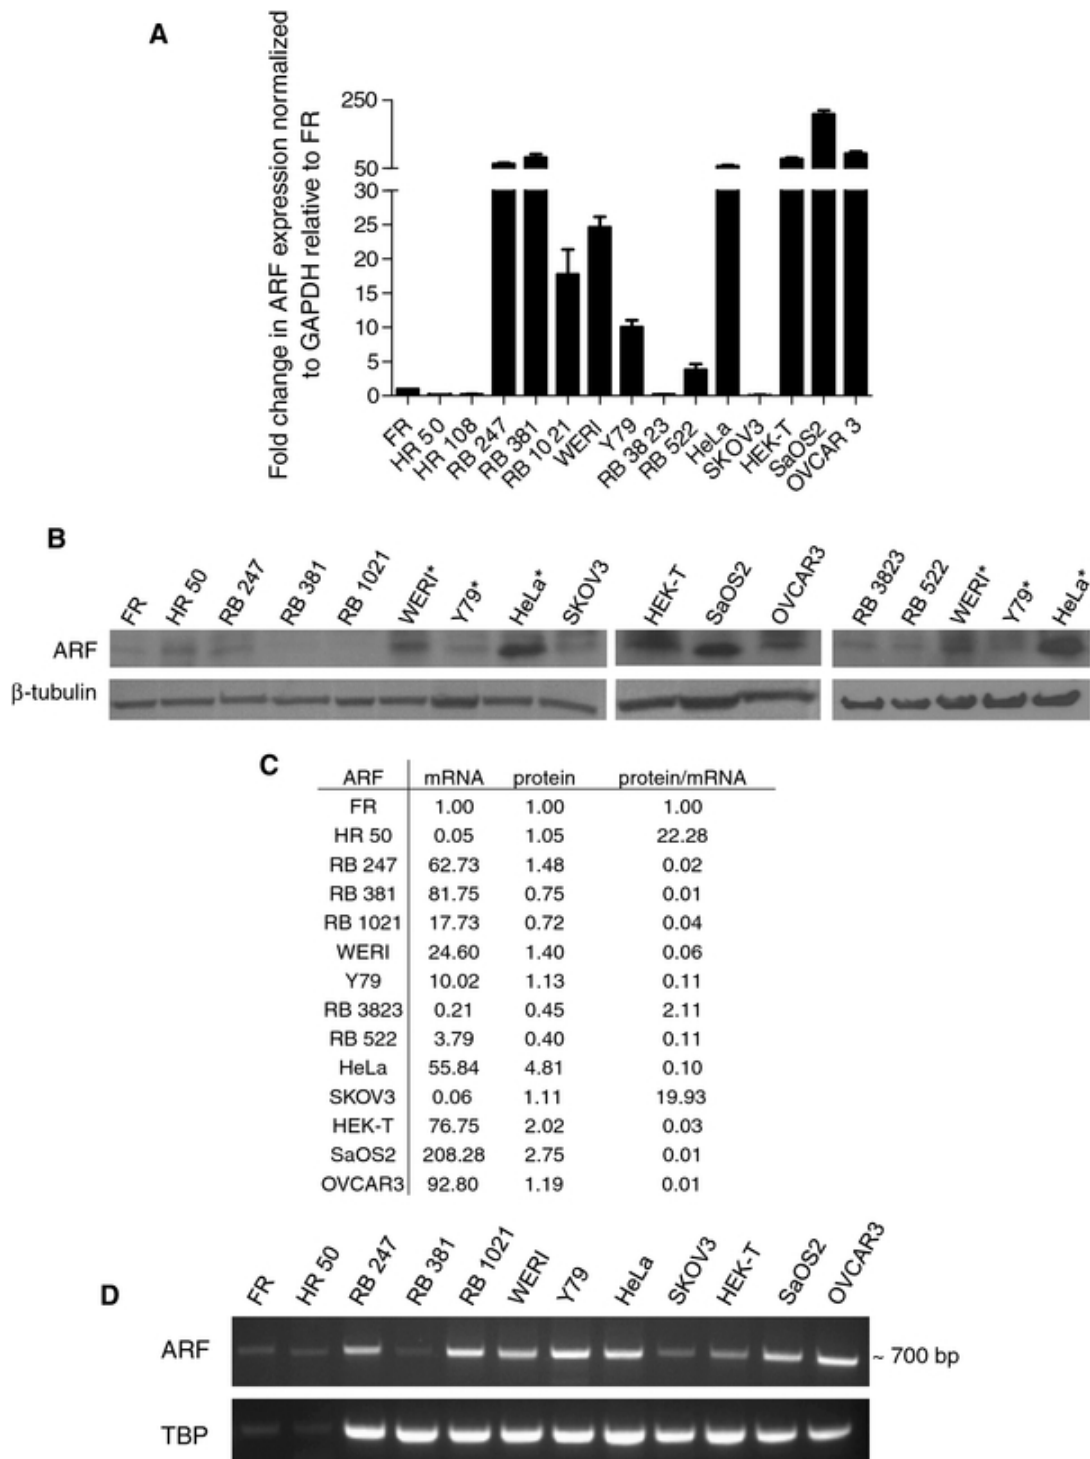 A
Fold change in ARF expression normalized
to GAPDH relative to FR
250
50
30
25
20
15
10
5
0
FR
HR 50
HR 108
RB 247
RB 381
RB 10 21
WERI
Y79
RB 38 23
RB 522
HeLa
SKOV3
HEK-T
SaOS2
OVCAR 3
B
FR HR 50 RB 247 RB 381 RB 1021 WERI* Y79* HeLa* SKOV3 HEK-T SaOS2 OVCAR3 RB 3823 RB 522 WERI* Y79* HeLa*
ARF
β-tubulin
C
ARF mRNA protein protein/mRNA
FR 1.00 1.00 1.00
HR 50 0.05 1.05 22.28
RB 247 62.73 1.48 0.02
RB 381 81.75 0.75 0.01
RB 1021 17.73 0.72 0.04
WERI 24.60 1.40 0.06
Y79 10.02 1.13 0.11
RB 3823 0.21 0.45 2.11
RB 522 3.79 0.40 0.11
HeLa 55.84 4.81 0.10
SKOV3 0.06 1.11 19.93
HEK-T 76.75 2.02 0.03
SaOS2 208.28 2.75 0.01
OVCAR3 92.80 1.19 0.01
D
FR HR 50 RB 247 RB 381 RB 1021 WERI Y79 HeLa SKOV3 HEK-T SaOS2 OVCAR3
ARF
~ 700 bp
TBP